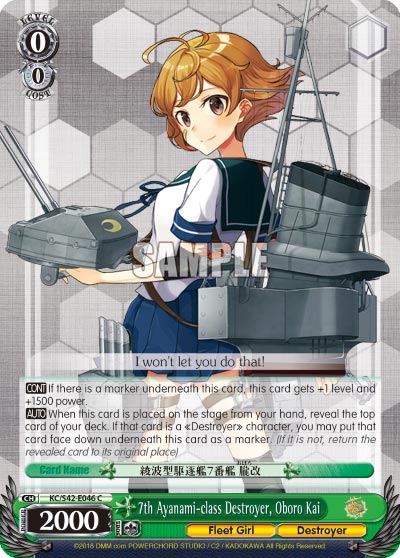 LEVEL
0
0
COST
SAMPLE
I won't let you do that!
CONT If there is a marker underneath this card, this card gets +1 level and
+1500 power.
AUTO When this card is placed on the stage from your hand, reveal the top
card of your deck. If that card is a «Destroyer» character, you may put that
card face down underneath this card as a marker. (If it is not, return the
revealed card to its original place)
Card Name 綾波型駆逐艦7番艦 朧改
CH KC/S42-E046 C
7th Ayanami-class Destroyer, Oboro Kai
POWER 2000 SOUL
Fleet Girl Destroyer
©2016 DMM.com POWERCHORD STUDIO / C2 / KADOKAWA All Rights Reserved.